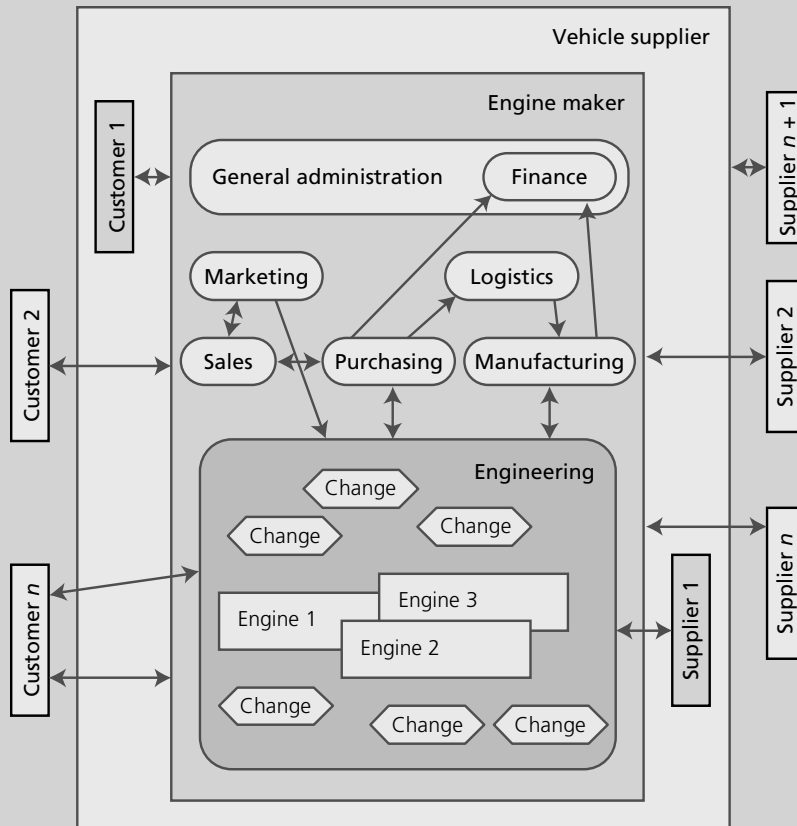 Vehicle supplier
Engine maker
Customer 1
Supplier n + 1
General administration
Finance
Marketing
Logistics
Customer 2
Supplier 2
Sales
Purchasing
Manufacturing
Engineering
Change
Change
Change
Customer n
Supplier n
Engine 3
Engine 1
Engine 2
Supplier 1
Change
Change
Change